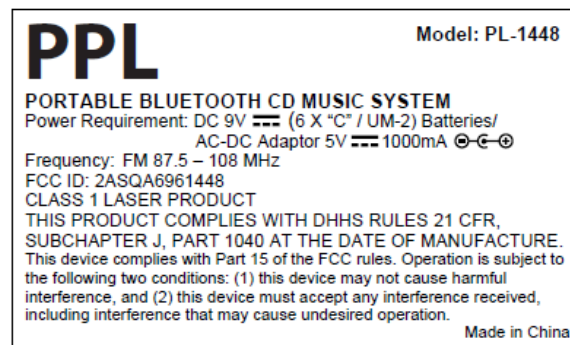 PPL
Model: PL-1448
PORTABLE BLUETOOTH CD MUSIC SYSTEM
Power Requirement: DC 9V (6 X “C” / UM-2) Batteries/
AC-DC Adaptor 5V 1000mA
Frequency: FM 87.5 – 108 MHz
FCC ID: 2ASQA6961448
CLASS 1 LASER PRODUCT
THIS PRODUCT COMPLIES WITH DHHS RULES 21 CFR,
SUBCHAPTER J, PART 1040 AT THE DATE OF MANUFACTURE.
This device complies with Part 15 of the FCC rules. Operation is subject to
the following two conditions: (1) this device may not cause harmful
interference, and (2) this device must accept any interference received,
including interference that may cause undesired operation.
Made in China